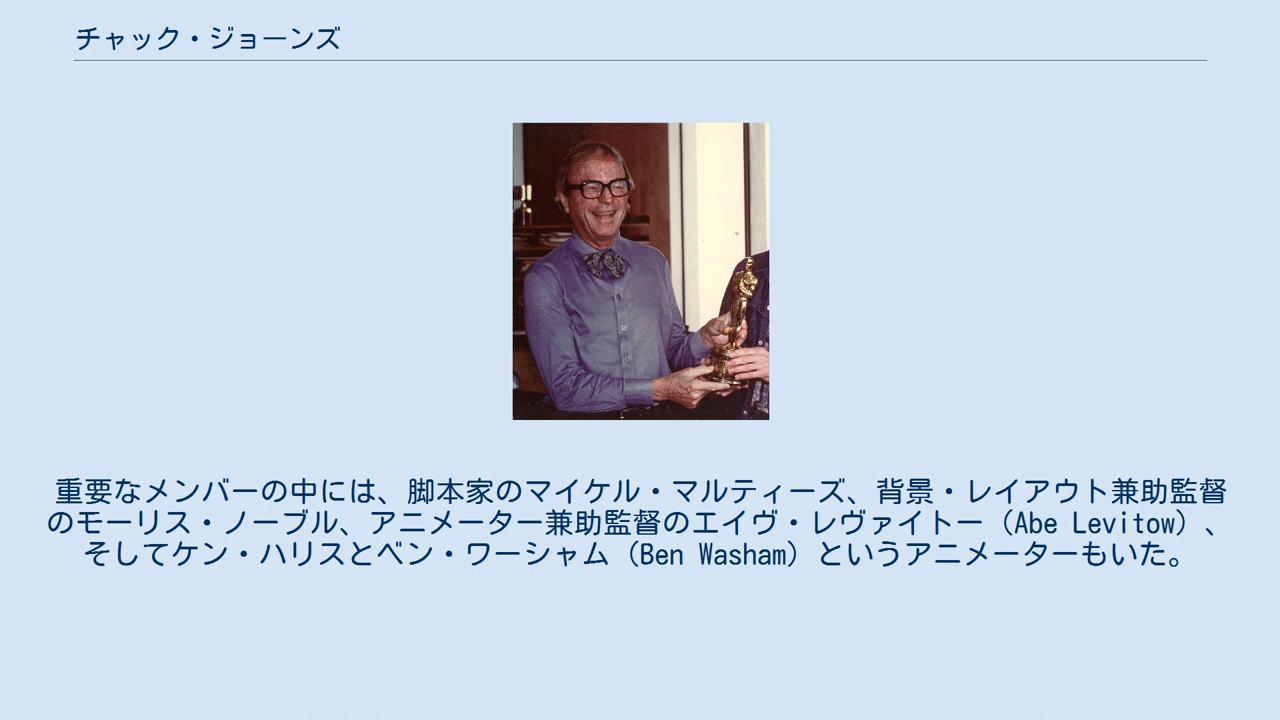 チャック・ジョーンズ
重要なメンバーの中には、脚本家のマイケル・マルティーズ、背景・レイアウト兼助監督
のモーリス・ノーブル、アニメーター兼助監督のエイヴ・レヴァイトー（Abe Levitow）、
そしてケン・ハリスとベン・ワーシャム（Ben Washam）というアニメーターもいた。